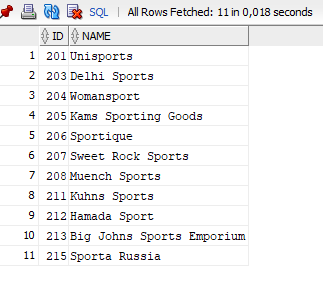 SQL | All Rows Fetched: 11 in 0,018 seconds
ID NAME
1 201 Unisports
2 203 Delhi Sports
3 204 Womansport
4 205 Kams Sporting Goods
5 206 Sportique
6 207 Sweet Rock Sports
7 208 Muench Sports
8 211 Kuhns Sports
9 212 Hamada Sport
10 213 Big Johns Sports Emporium
11 215 Sporta Russia